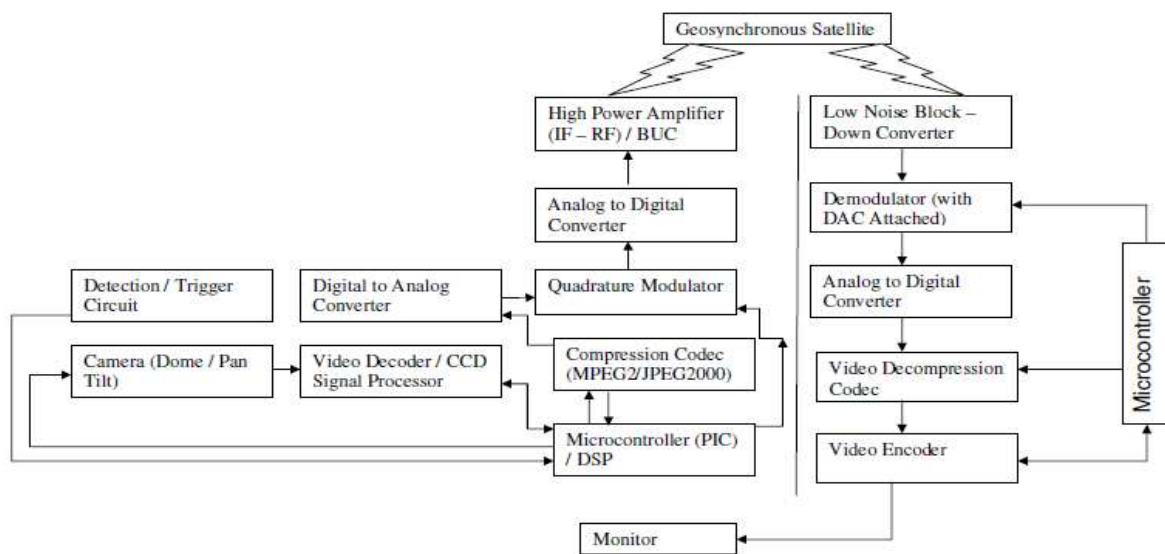 Geosynchronous Satellite
High Power Amplifier
(IF – RF) / BUC
Low Noise Block –
Down Converter
Analog to Digital
Converter
Demodulator (with
DAC Attached)
Detection / Trigger
Circuit
Digital to Analog
Converter
Quadrature Modulator
Analog to Digital
Converter
Microcontroller
Camera (Dome / Pan
Tilt)
Video Decoder / CCD
Signal Processor
Compression Codec
(MPEG2/JPEG2000)
Video Decompression
Codec
Microcontroller (PIC)
/ DSP
Video Encoder
Monitor